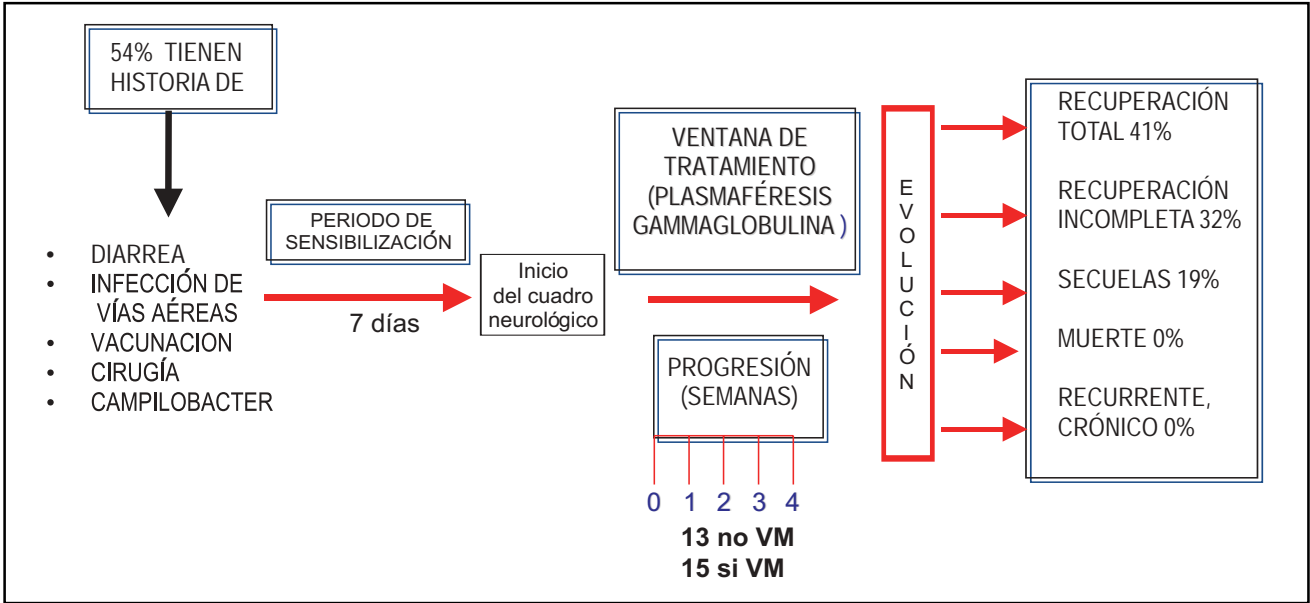 54% TIENEN
HISTORIA DE
• DIARREA
• INFECCIÓN DE
VÍAS AÉREAS
• VACUNACION
• CIRUGÍA
• CAMPILOBACTER
PERIODO DE
SENSIBILIZACIÓN
7 días
Inicio
del cuadro
neurológico
VENTANA DE
TRATAMIENTO
(PLASMAFÉRESIS
GAMMAGLOBULINA )
PROGRESIÓN
(SEMANAS)
0 1 2 3 4
13 no VM
15 si VM
EVOLUCIÓN
RECUPERACIÓN
TOTAL 41%
RECUPERACIÓN
INCOMPLETA 32%
SECUELAS 19%
MUERTE 0%
RECURRENTE,
CRÓNICO 0%